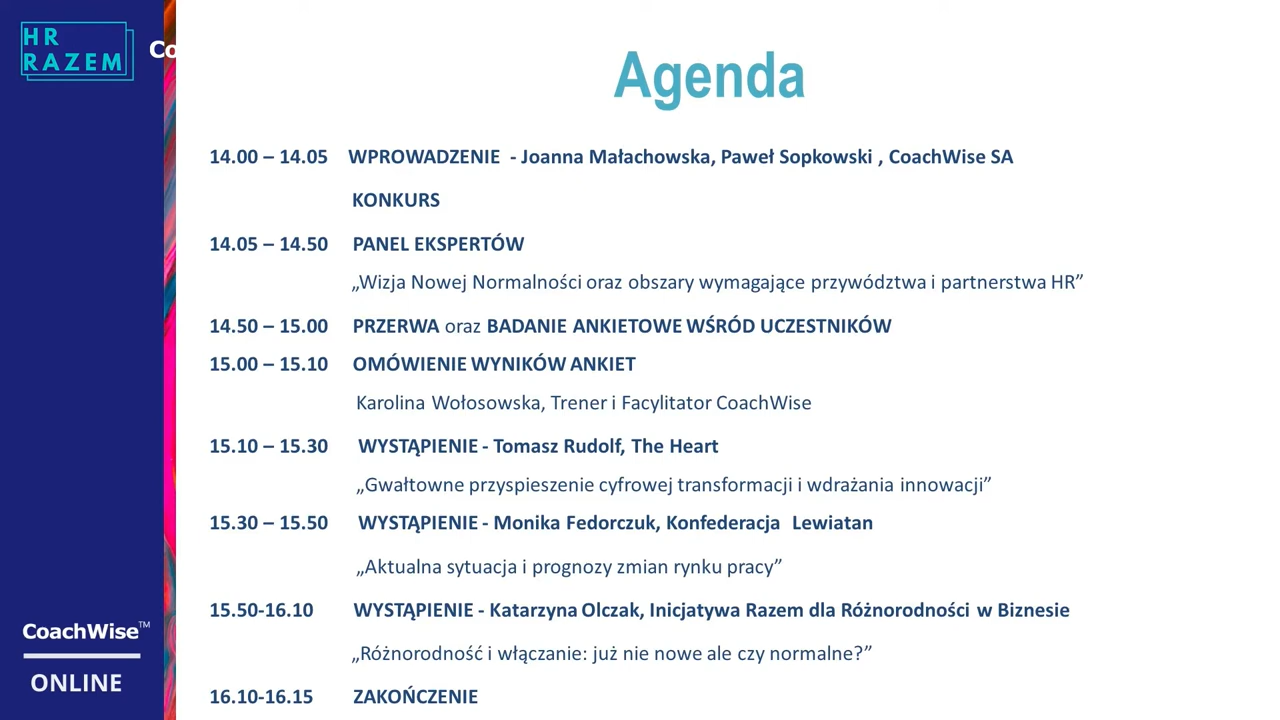 HR
RAZEM
Co
Agenda
14.00 – 14.05 WPROWADZENIE - Joanna Małachowska, Paweł Sopkowski , CoachWise SA
KONKURS
14.05 – 14.50 PANEL EKSPERTÓW
„Wizja Nowej Normalności oraz obszary wymagające przywództwa i partnerstwa HR”
14.50 – 15.00 PRZERWA oraz BADANIE ANKIETOWE WŚRÓD UCZESTNIKÓW
15.00 – 15.10 OMÓWIENIE WYNIKÓW ANKIET
Karolina Wołosowska, Trener i Facylitator CoachWise
15.10 – 15.30 WYSTĄPIENIE - Tomasz Rudolf, The Heart
„Gwałtowne przyspieszenie cyfrowej transformacji i wdrażania innowacji”
15.30 – 15.50 WYSTĄPIENIE - Monika Fedorczuk, Konfederacja Lewiatan
„Aktualna sytuacja i prognozy zmian rynku pracy”
15.50-16.10 WYSTĄPIENIE - Katarzyna Olczak, Inicjatywa Razem dla Różnorodności w Biznesie
„Różnorodność i włączanie: już nie nowe ale czy normalne?”
16.10-16.15 ZAKOŃCZENIE
CoachWise™
ONLINE